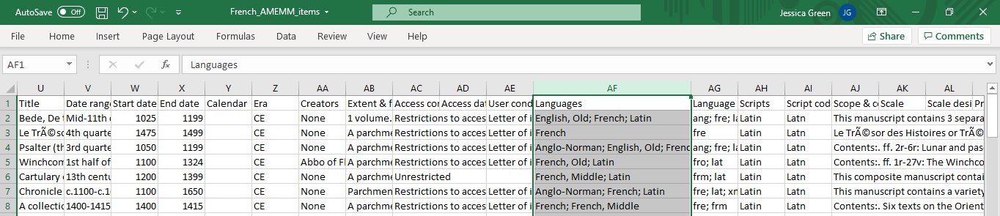 AutoSave Off French_AMEMM_items Search Jessica Green JG
File Home Insert Page Layout Formulas Data Review View Help Share Comments
AF1 fx Languages
U V W X Y Z AA AB AC AD AE AF AG AH AI AJ AK AL
1 Title Date rang Start date End date Calendar Era Creators Extent & f Access cor Access dat User cond Languages Language Scripts Script cod Scope & c Scale Scale desi Pr
2 Bede, De t Mid-11th c 1025 1199 CE None 1 volume. Restrictions to acces Letter of i English, Old; French; Latin ang; fre; la Latin Latn This manuscript contains 3 separa
3 Le TrÃ©so 4th quarte 1475 1499 CE None A parchme Restrictions to acces Letter of i French fre Latin Latn Le TrÃ©sor des Histoires or TrÃ©
4 Psalter (th 3rd quarte 1050 1199 CE None A parchme Restrictions to acces Letter of i Anglo-Norman; English, Old; Frenc ang; fre; la Latin Latn Contents:. ff. 2r-6r: Lunar and pas
5 Winchcom 1st half of 1100 1324 CE Abbo of Fl A parchme Restrictions to acces Letter of i French, Old; Latin fro; lat Latin Latn Contents:. ff. 1r-27v: The Winchco
6 Cartulary o 13th centu 1200 1399 CE None A parchme Unrestricted French, Middle; Latin frm; lat Latin Latn This composite manuscript contai
7 Chronicle c.1100-c.1 1100 1650 CE None Parchmen Restrictions to acces Letter of i Anglo-Norman; French; Latin fre; lat; xn Latin Latn This manuscript contains a variety
8 A collectic 1400-1415 1400 1415 CE None A parchme Restrictions to acces Letter of i French; French, Middle fre; frm Latin Latn Contents:. Six texts on the Orient